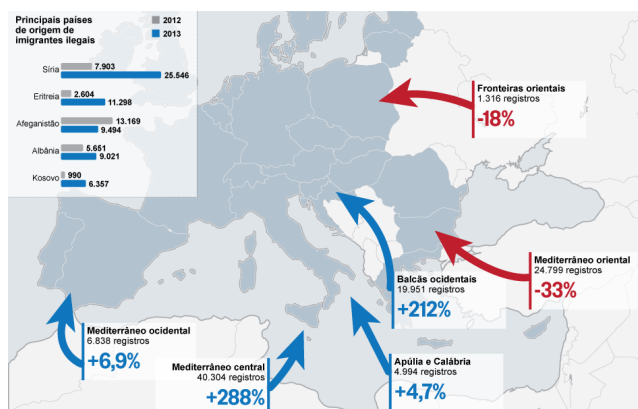 Principais países
de origem de
imigrantes ilegais
2012
2013
Síria
7.903
25.546
Eritreia
2.604
11.298
Afeganistão
13.169
9.494
Albânia
5.651
9.021
Kosovo
990
6.357
Fronteiras orientais
1.316 registros
-18%
Mediterrâneo oriental
24.799 registros
-33%
Balcãs ocidentais
19.951 registros
+212%
Mediterrâneo ocidental
6.838 registros
+6,9%
Mediterrâneo central
40.304 registros
+288%
Apúlia e Calábria
4.994 registros
+4,7%